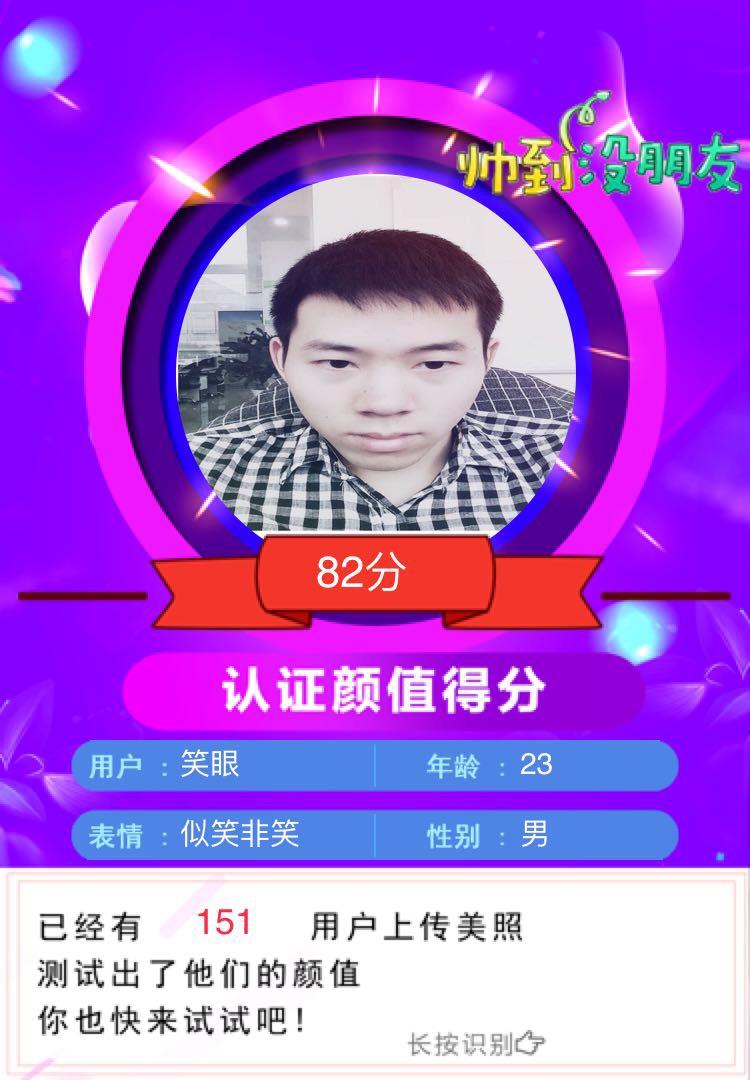 帅到没朋友
82分
认证颜值得分
用户 : 笑眼 年龄 : 23
表情 : 似笑非笑 性别 : 男
已经有 151 用户上传美照
测试出了他们的颜值
你也快来试试吧!
长按识别